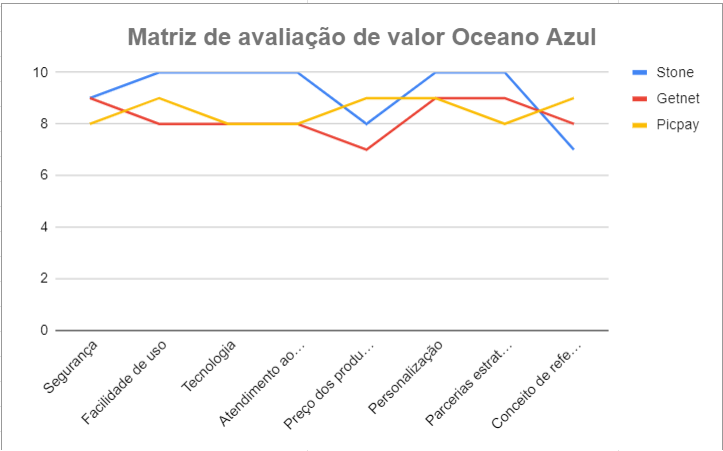 Matriz de avaliação de valor Oceano Azul
Stone
Getnet
Picpay
10
8
6
4
2
0
Segurança
Facilidade de uso
Tecnologia
Atendimento ao...
Preço dos produ...
Personalização
Parcerias estrat...
Conceito de refe...